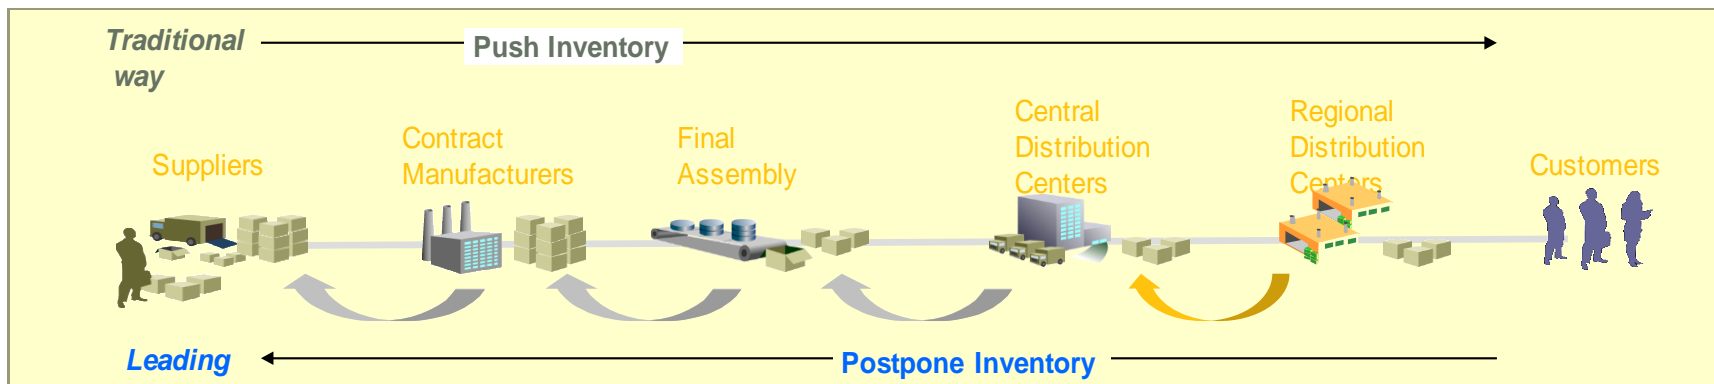 Traditional
way
Push Inventory
Suppliers
Contract
Manufacturers
Final
Assembly
Central
Distribution
Centers
Regional
Distribution
Centers
Customers
Leading
Postpone Inventory